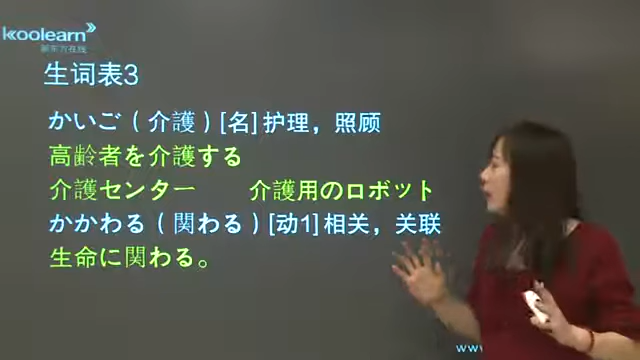 koolearn
新东方在线
生词表3
かいご（介護）[名]护理，照顾
高齢者を介護する
介護センター 介護用のロボット
かかわる（関わる）[动1]相关，关联
生命に関わる。
www